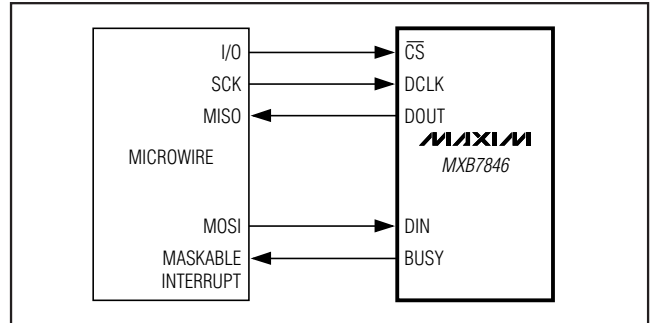 I/O
CS
SCK
DCLK
MISO
DOUT
MAXIM
MICROWIRE
MXB7846
MOSI
DIN
MASKABLE
INTERRUPT
BUSY